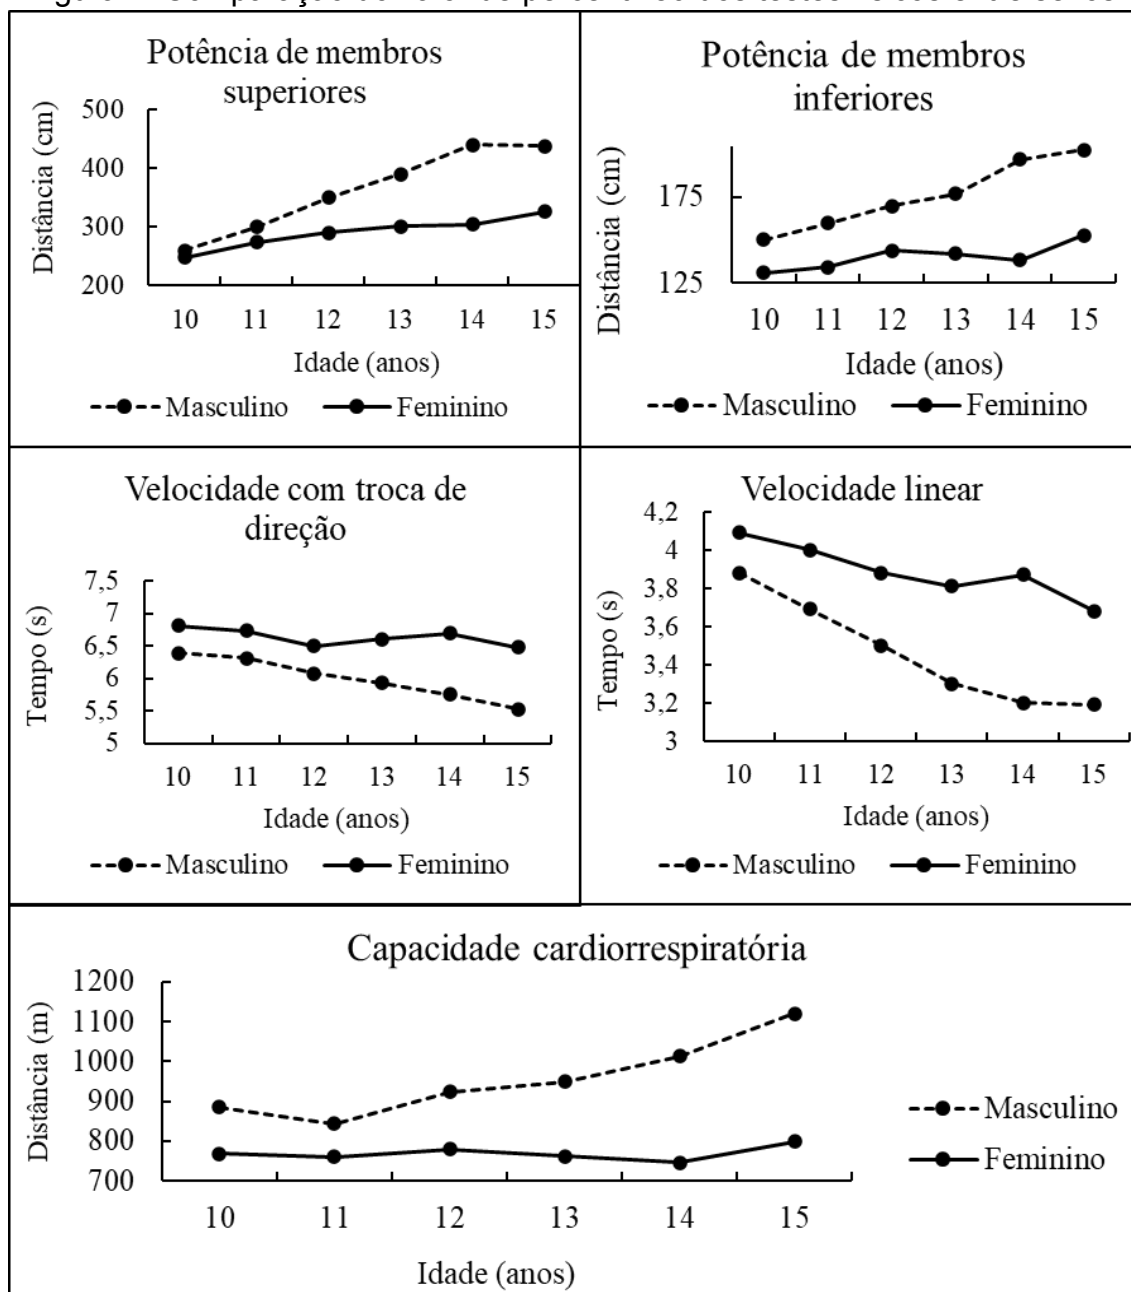 Potência de membros
superiores
Distância (cm)
500
400
300
200
10 11 12 13 14 15
Idade (anos)
Masculino Feminino
Potência de membros
inferiores
Distância (cm)
175
125
10 11 12 13 14 15
Idade (anos)
Masculino Feminino
Velocidade com troca de
direção
Tempo (s)
7,5
7
6,5
6
5,5
5
10 11 12 13 14 15
Idade (anos)
Masculino Feminino
Velocidade linear
Tempo (s)
4,2
4
3,8
3,6
3,4
3,2
3
10 11 12 13 14 15
Idade (anos)
Masculino Feminino
Capacidade cardiorrespiratória
Distância (m)
1200
1100
1000
900
800
700
10 11 12 13 14 15
Idade (anos)
Masculino
Feminino